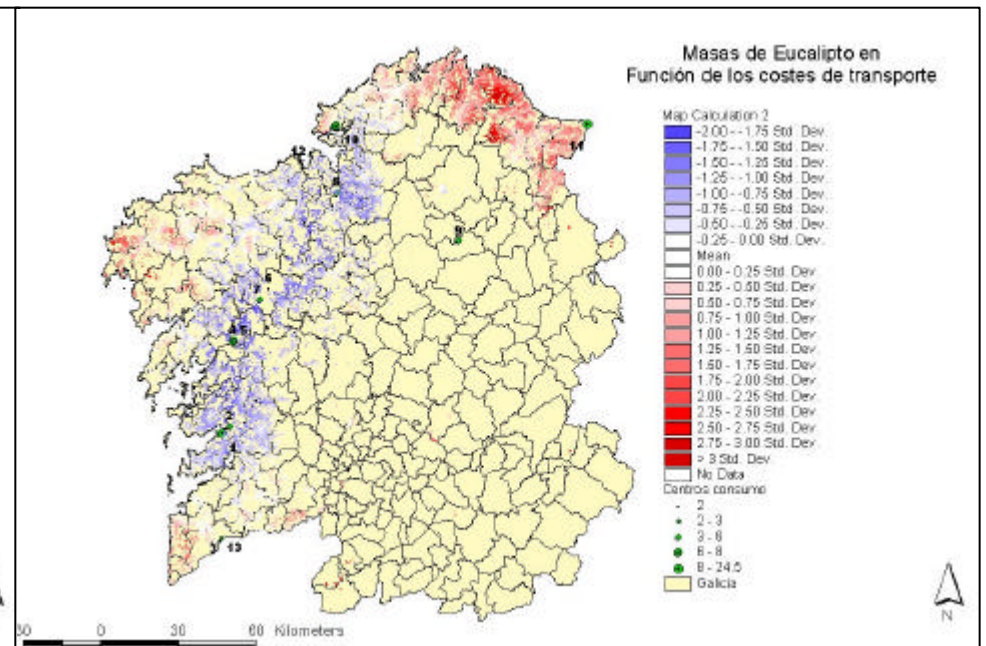 Masas de Eucalipto en
Función de los costes de transporte
Map Calculation 2
-2.00 - -1.75 Std. Dev.
-1.75 - -1.50 Std. Dev.
-1.50 - -1.25 Std. Dev.
-1.25 - -1.00 Std. Dev.
-1.00 - -0.75 Std. Dev.
-0.75 - -0.50 Std. Dev.
-0.50 - -0.25 Std. Dev.
-0.25 - 0.00 Std. Dev.
Mean
0.00 - 0.25 Std. Dev.
0.25 - 0.50 Std. Dev.
0.50 - 0.75 Std. Dev.
0.75 - 1.00 Std. Dev.
1.00 - 1.25 Std. Dev.
1.25 - 1.50 Std. Dev.
1.50 - 1.75 Std. Dev.
1.75 - 2.00 Std. Dev.
2.00 - 2.25 Std. Dev.
2.25 - 2.50 Std. Dev.
2.50 - 2.75 Std. Dev.
2.75 - 3.00 Std. Dev.
> 3 Std. Dev.
No Data
Centros consumo
2
2 - 3
3 - 6
6 - 8
8 - 24.5
Galicia
10
11
12
8
9
6
7
2
1
3
13
30 0 30 60 Kilometers
N